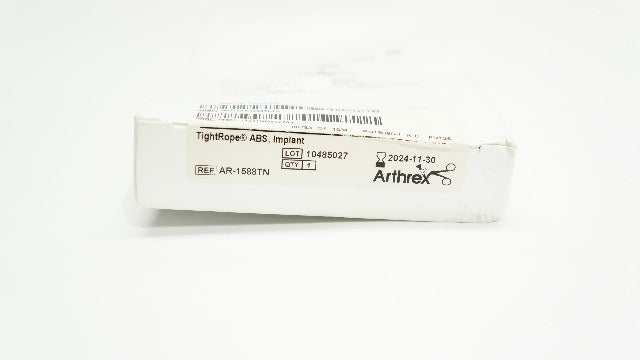 TightRope® ABS, Implant
LOT 10485027
2024-11-30
REF AR-1588TN
QTY 1
Arthrex